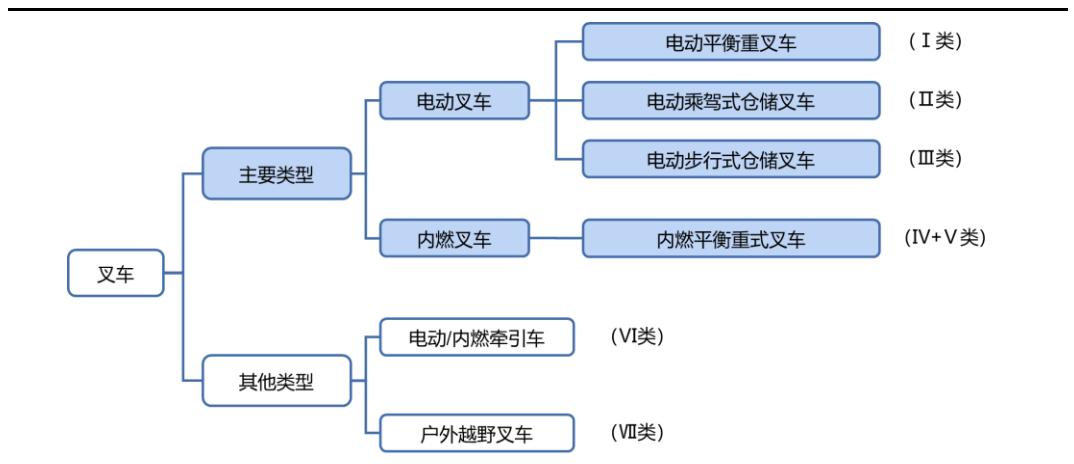 电动平衡重叉车 (Ⅰ类)
电动叉车 电动乘驾式仓储叉车 (Ⅱ类)
电动步行式仓储叉车 (Ⅲ类)
主要类型
内燃叉车 内燃平衡重式叉车 (Ⅳ+Ⅴ类)
叉车
电动/内燃牵引车 (Ⅵ类)
其他类型
户外越野叉车 (Ⅶ类)